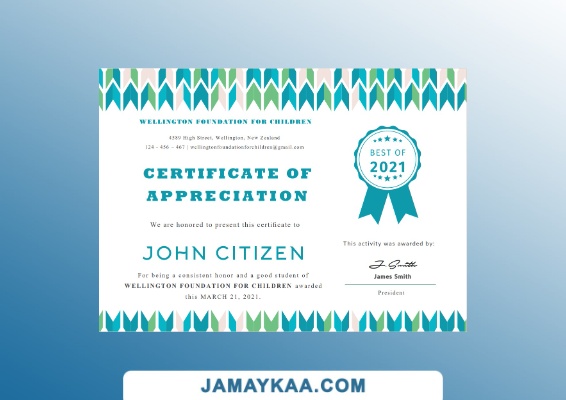 WELLINGTON FOUNDATION FOR CHILDREN
4389 High Street, Wellington, New Zealand
124 - 456 - 467 | wellingtonfoundationforchildren@gmail.com
CERTIFICATE OF
APPRECIATION
We are honored to present this certificate to
JOHN CITIZEN
For being a consistent honor and a good student of
WELLINGTON FOUNDATION FOR CHILDREN awarded
this MARCH 21, 2021.
BEST OF
2021
This activity was awarded by:
J. Smith
James Smith
President
JAMAYKAA.COM